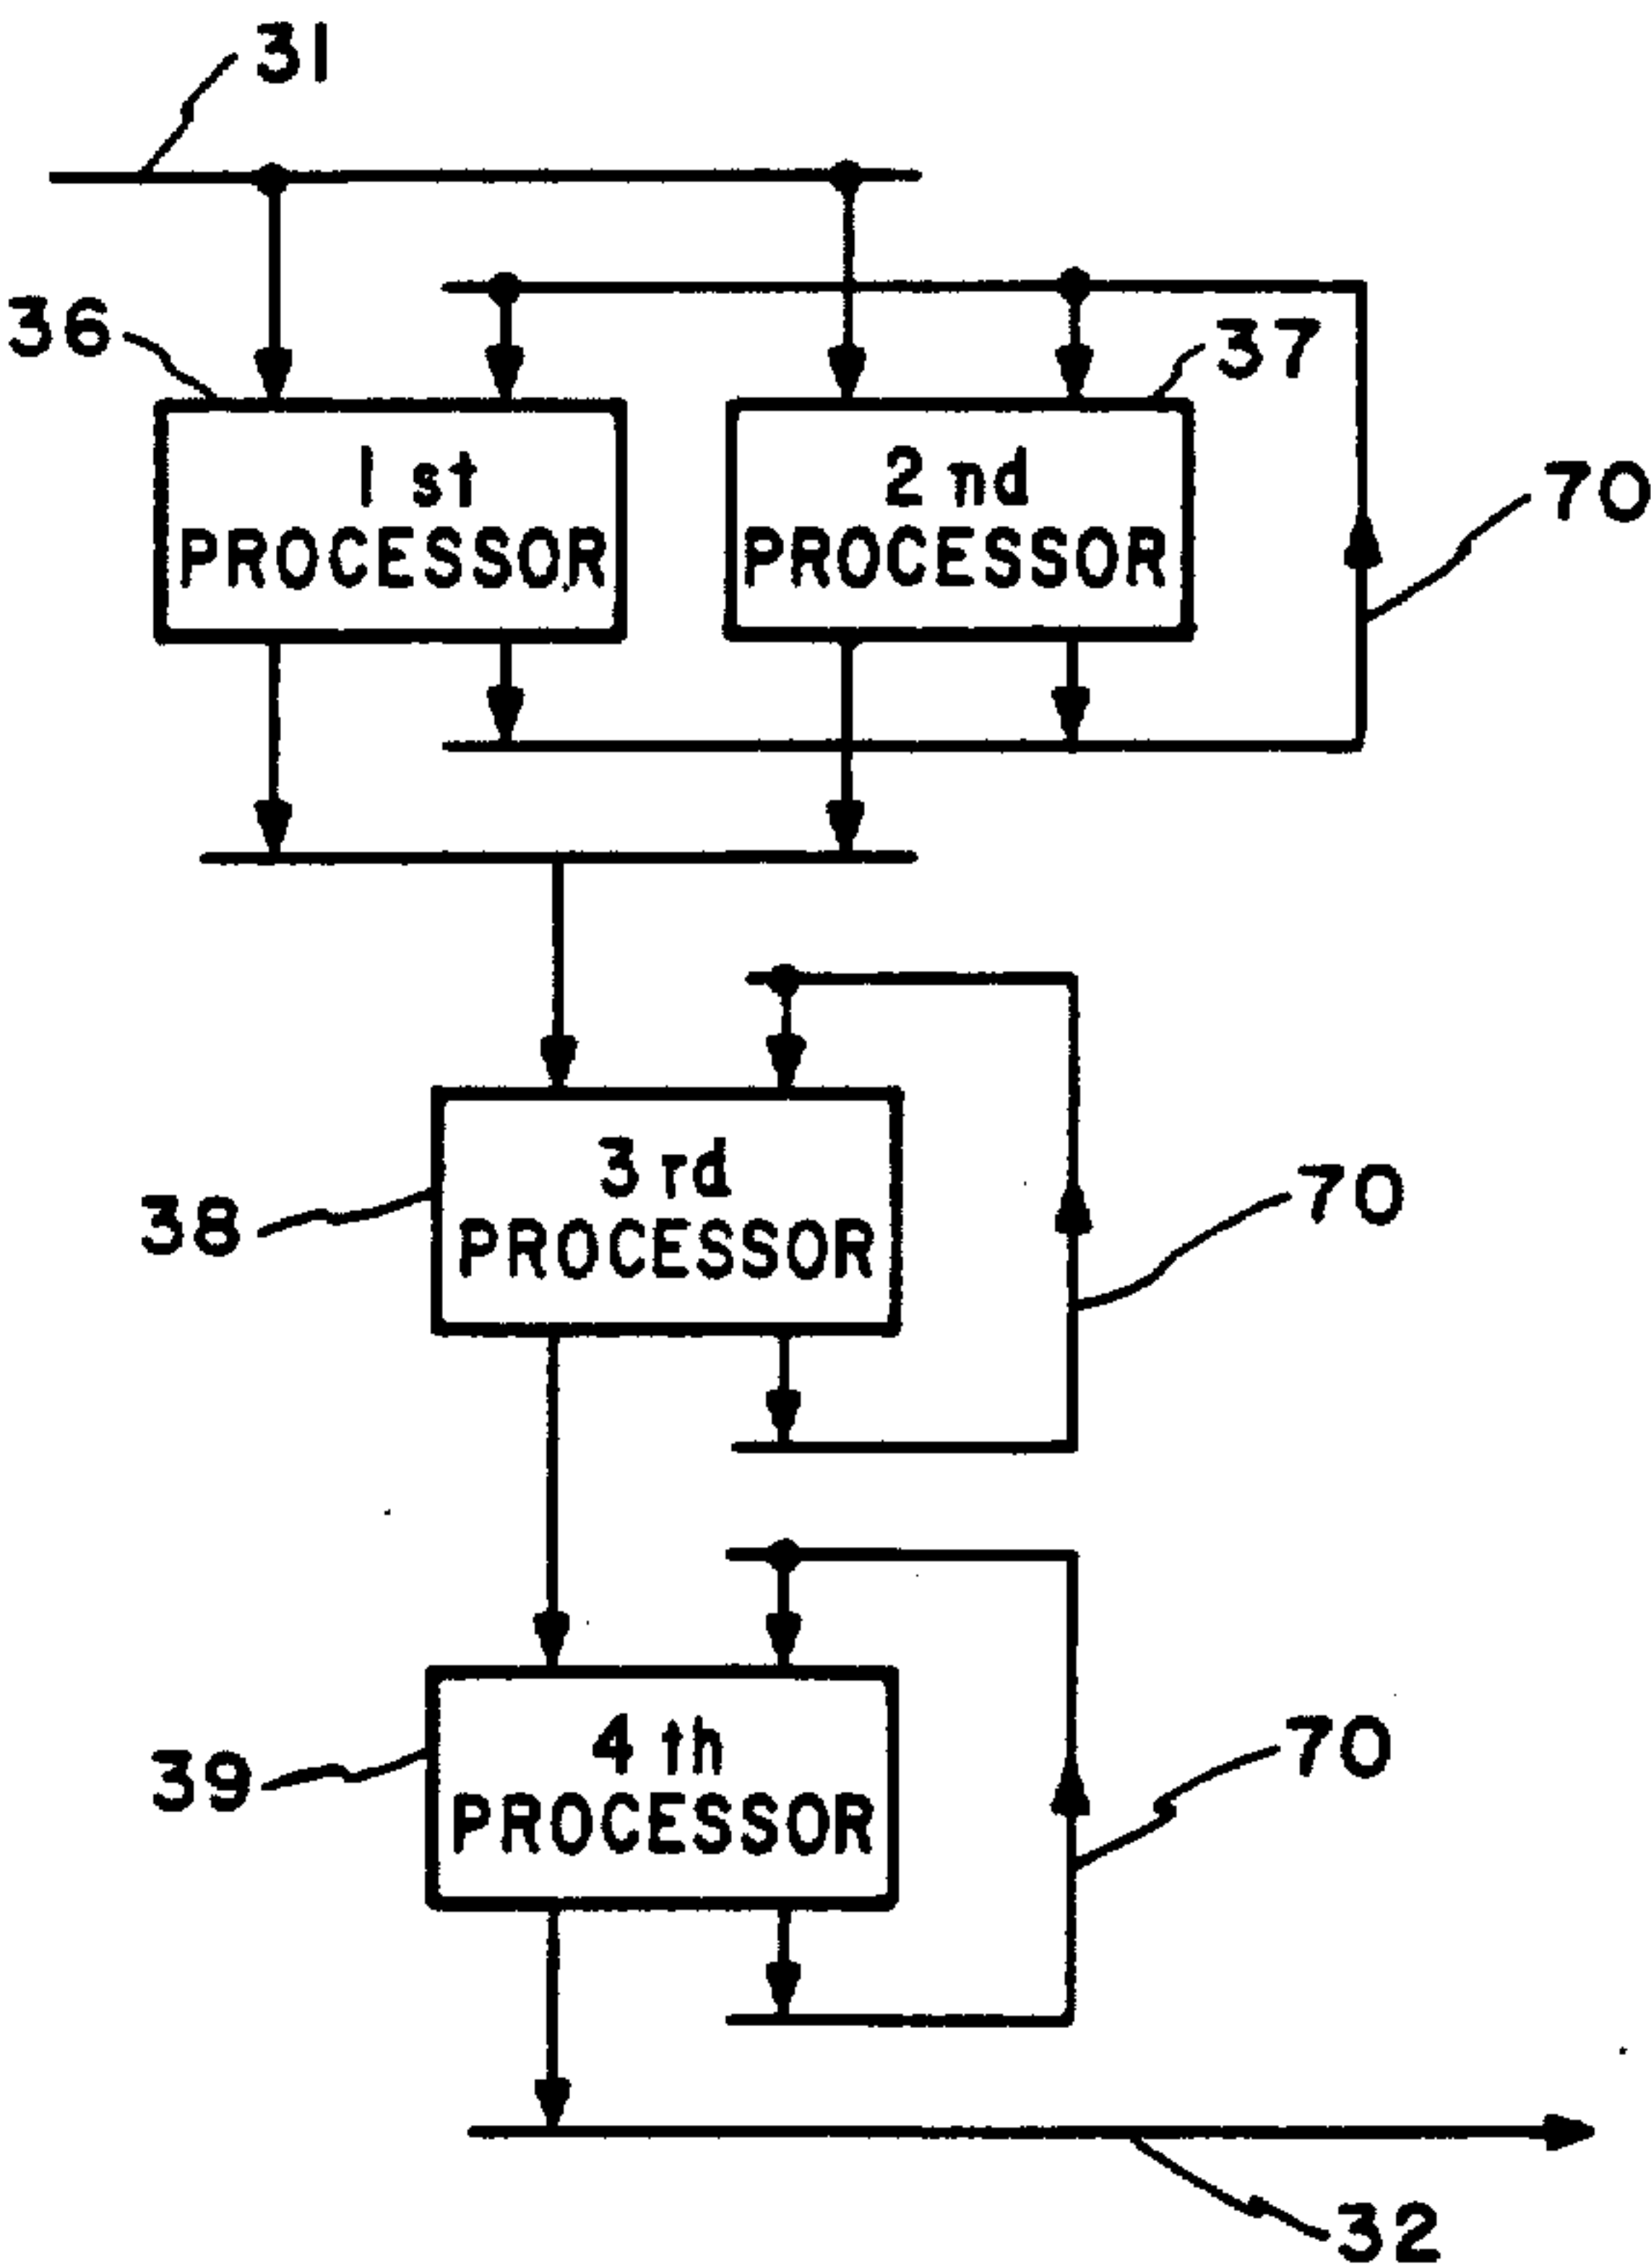 31
36
37
1 st
PROCESSOR
2 nd
PROCESSOR
70
3 rd
PROCESSOR
38
70
4 th
PROCESSOR
39
70
32